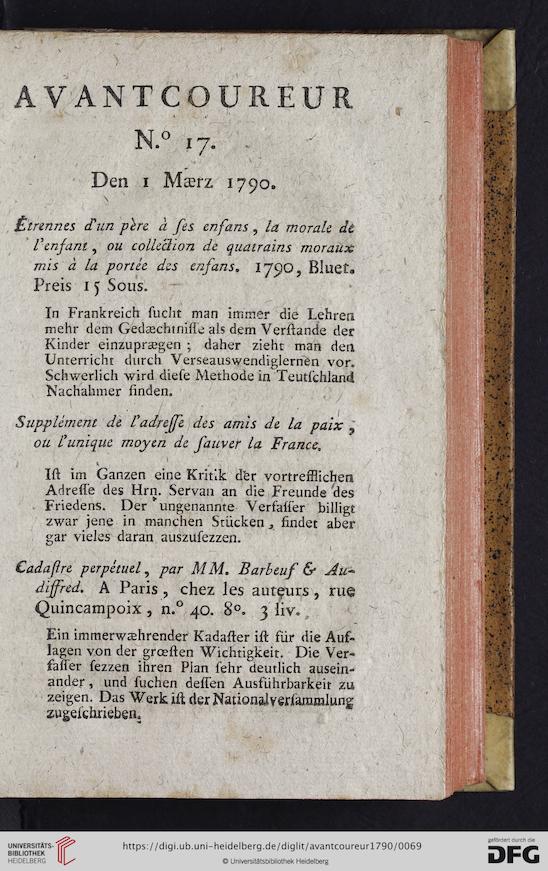 AVANTCOUREUR
N.º 17.
Den 1 Mærz 1790.
Étrennes d'un père à ſes enfans, la morale de
l'enfant, ou collection de quatrains moraux
mis à la portée des enfans. 1790, Bluet.
Preis 15 Sous.
In Frankreich ſucht man immer die Lehren
mehr dem Gedæchtniſſe als dem Verſtande der
Kinder einzuprægen; daher zieht man den
Unterricht durch Verseauswendiglernen vor.
Schwerlich wird dieſe Methode in Teutſchland
Nachahmer finden.
Supplément de l'adreſſe des amis de la paix,
ou l'unique moyen de ſauver la France.
Iſt im Ganzen eine Kritik der vortrefflichen
Adreſſe des Hrn. Servan an die Freunde des
Friedens. Der ungenannte Verfaſſer billigt
zwar jene in manchen Stücken, findet aber
gar vieles daran auszuſezzen.
Cadaſtre perpétuel, par MM. Barbeuf & Au-
diffred. A Paris, chez les auteurs, rue
Quincampoix, n.º 40. 8º. 3 liv.
Ein immerwæhrender Kadaſter iſt für die Auf-
lagen von der grœſten Wichtigkeit. Die Ver-
faſſer ſezzen ihren Plan ſehr deutlich ausein-
ander, und ſuchen deſſen Ausführbarkeit zu
zeigen. Das Werk iſt der Nationalverſammlung
zugeſchrieben.
UNIVERSITÄTS-
BIBLIOTHEK
HEIDELBERG
https://digi.ub.uni-heidelberg.de/diglit/avantcoureur1790/0069
© Universitätsbibliothek Heidelberg
gefördert durch die
DFG